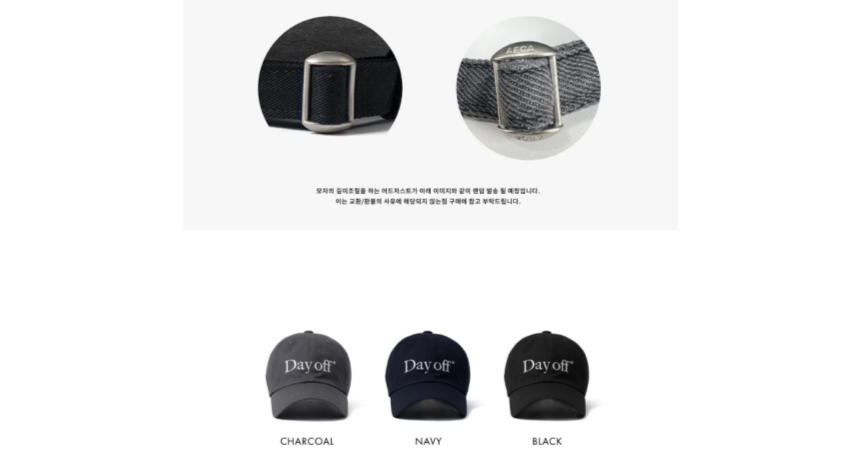 AECA
모자의 길이조절을 하는 어드저스트가 아래 이미지와 같이 랜덤 발송 될 예정입니다.
이는 교환/환불의 사유에 해당되지 않는점 구매에 참고 부탁드립니다.
Day off
Day off
Day off
CHARCOAL
NAVY
BLACK